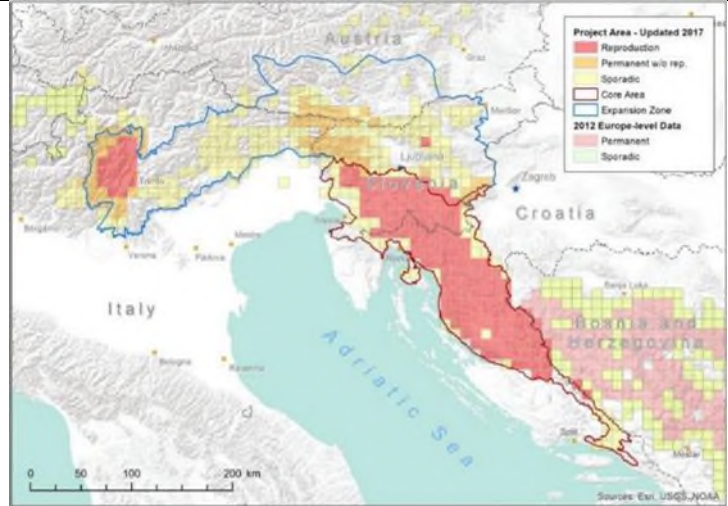 Project Area - Updated 2017
Reproduction
Permanent w/o rep.
Sporadic
Core Area
Expansion Zone
2012 Europe-level Data
Permanent
Sporadic
Austria
Graz
Maribor
Ljubljana
Slovenia
Zagreb
Croatia
Trento
Trieste
Verona
Padova
Mestre
Banja Luka
Italy
Bosnia and
Herzegovina
Bologna
Ravenna
Adriatic Sea
Split
Mostar
0 50 100 200 km
Sources: Esri, USGS, NOAA